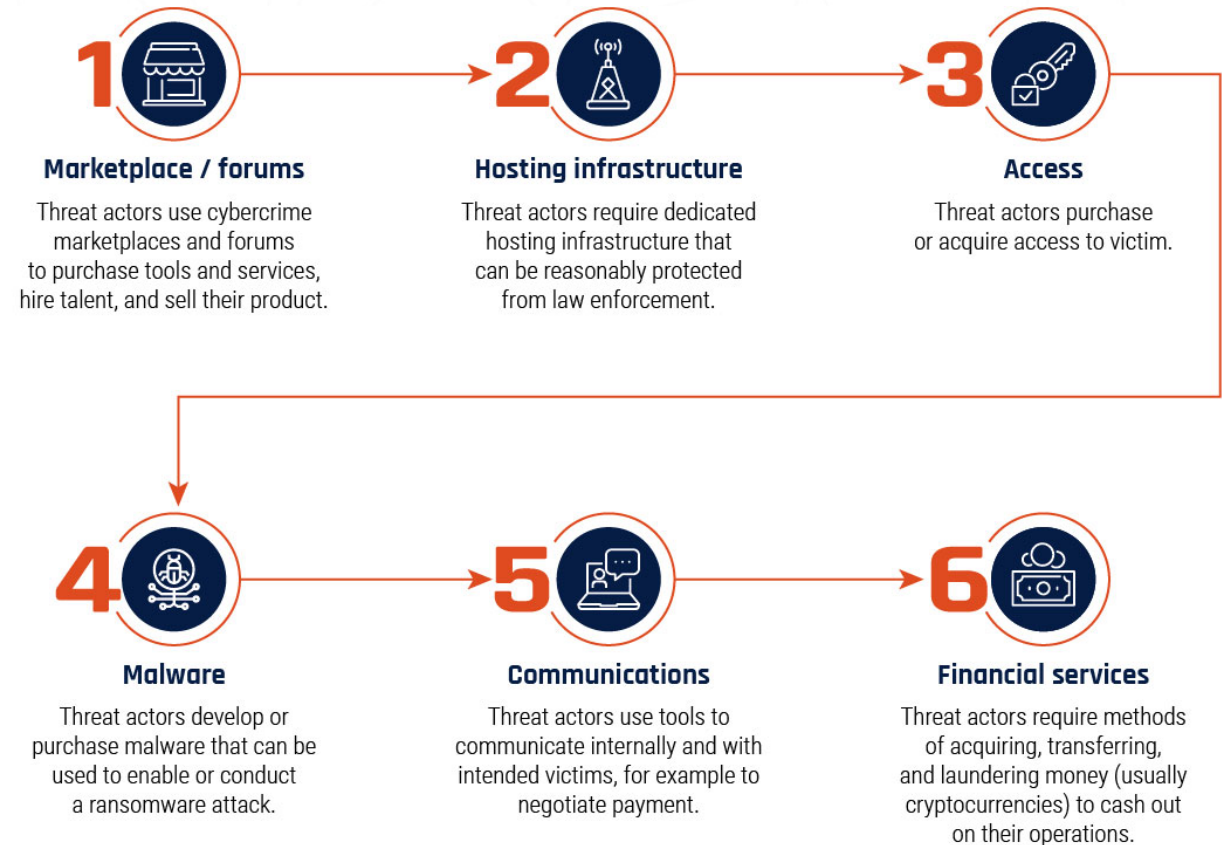 1
Marketplace / forums
Threat actors use cybercrime
marketplaces and forums
to purchase tools and services,
hire talent, and sell their product.
2
Hosting infrastructure
Threat actors require dedicated
hosting infrastructure that
can be reasonably protected
from law enforcement.
3
Access
Threat actors purchase
or acquire access to victim.
4
Malware
Threat actors develop or
purchase malware that can be
used to enable or conduct
a ransomware attack.
5
Communications
Threat actors use tools to
communicate internally and with
intended victims, for example to
negotiate payment.
6
Financial services
Threat actors require methods
of acquiring, transferring,
and laundering money (usually
cryptocurrencies) to cash out
on their operations.